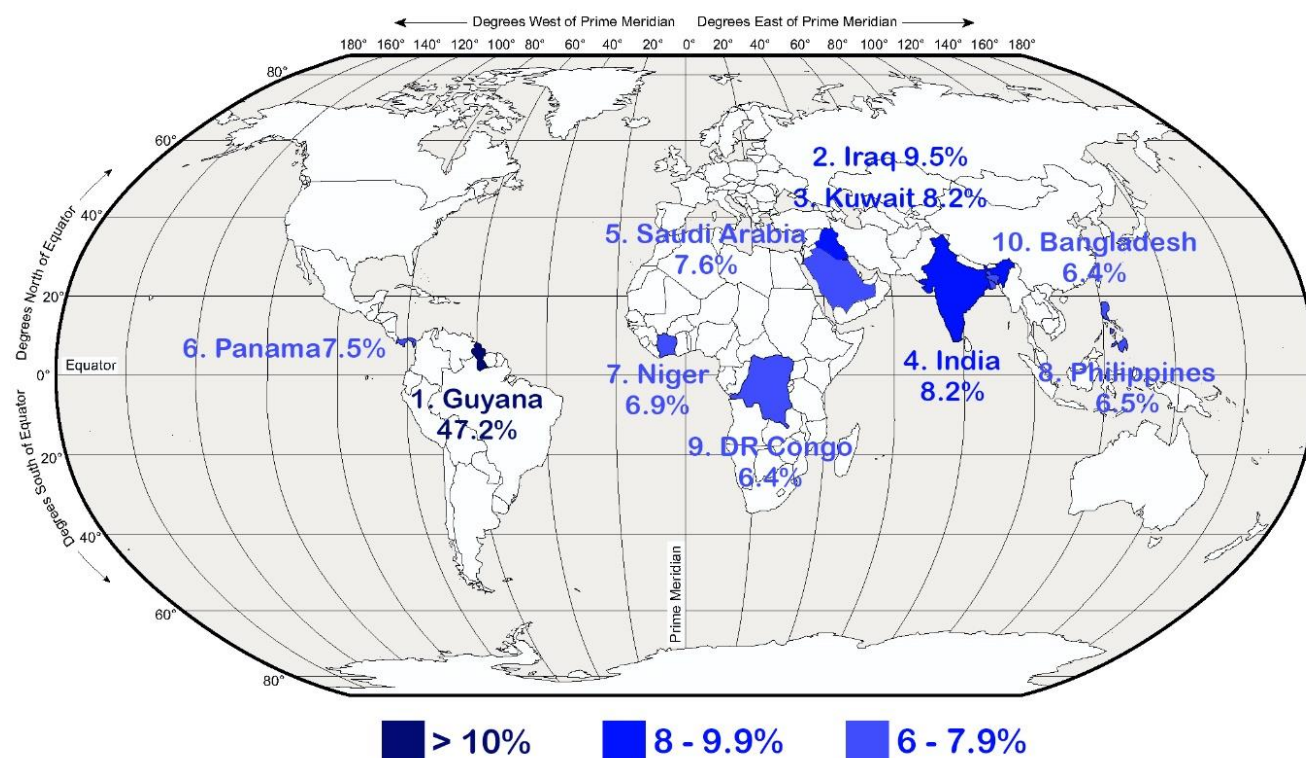 Degrees West of Prime Meridian Degrees East of Prime Meridian
180° 160° 140° 120° 100° 80° 60° 40° 20° 0° 20° 40° 60° 80° 100° 120° 140° 160° 180°
80°
60°
40°
20°
0°
20°
40°
60°
80°
Degrees North of Equator
Degrees South of Equator
Equator
Prime Meridian
2. Iraq 9.5%
3. Kuwait 8.2%
5. Saudi Arabia
7.6%
10. Bangladesh
6.4%
6. Panama7.5%
1. Guyana
47.2%
7. Niger
6.9%
4. India
8.2%
8. Philippines
6.5%
9. DR Congo
6.4%
> 10%
8 - 9.9%
6 - 7.9%